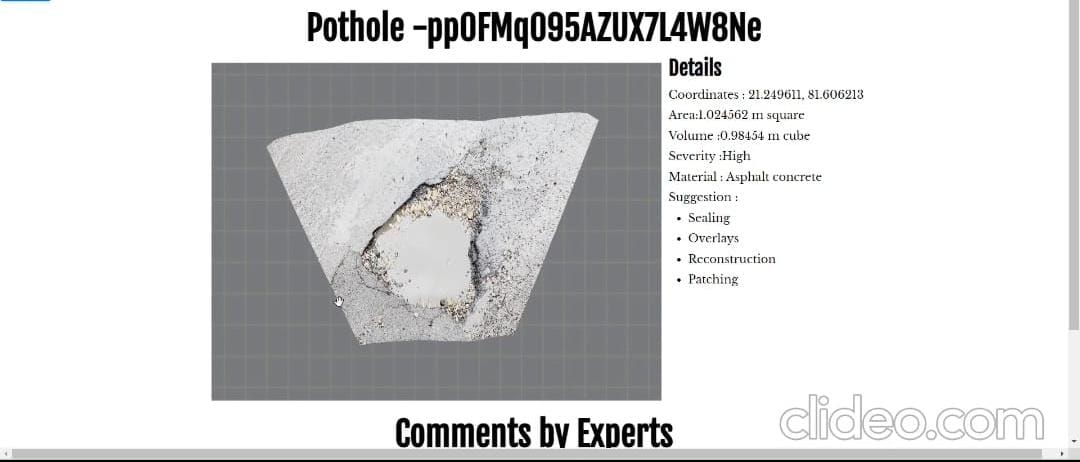 Pothole -pp0FMq095AZUX7L4W8Ne
Details
Coordinates : 21.249611, 81.606213
Area:1.024562 m square
Volume :0.98454 m cube
Severity :High
Material : Asphalt concrete
Suggestion :
• Sealing
• Overlays
• Reconstruction
• Patching
Comments by Experts
clideo.com